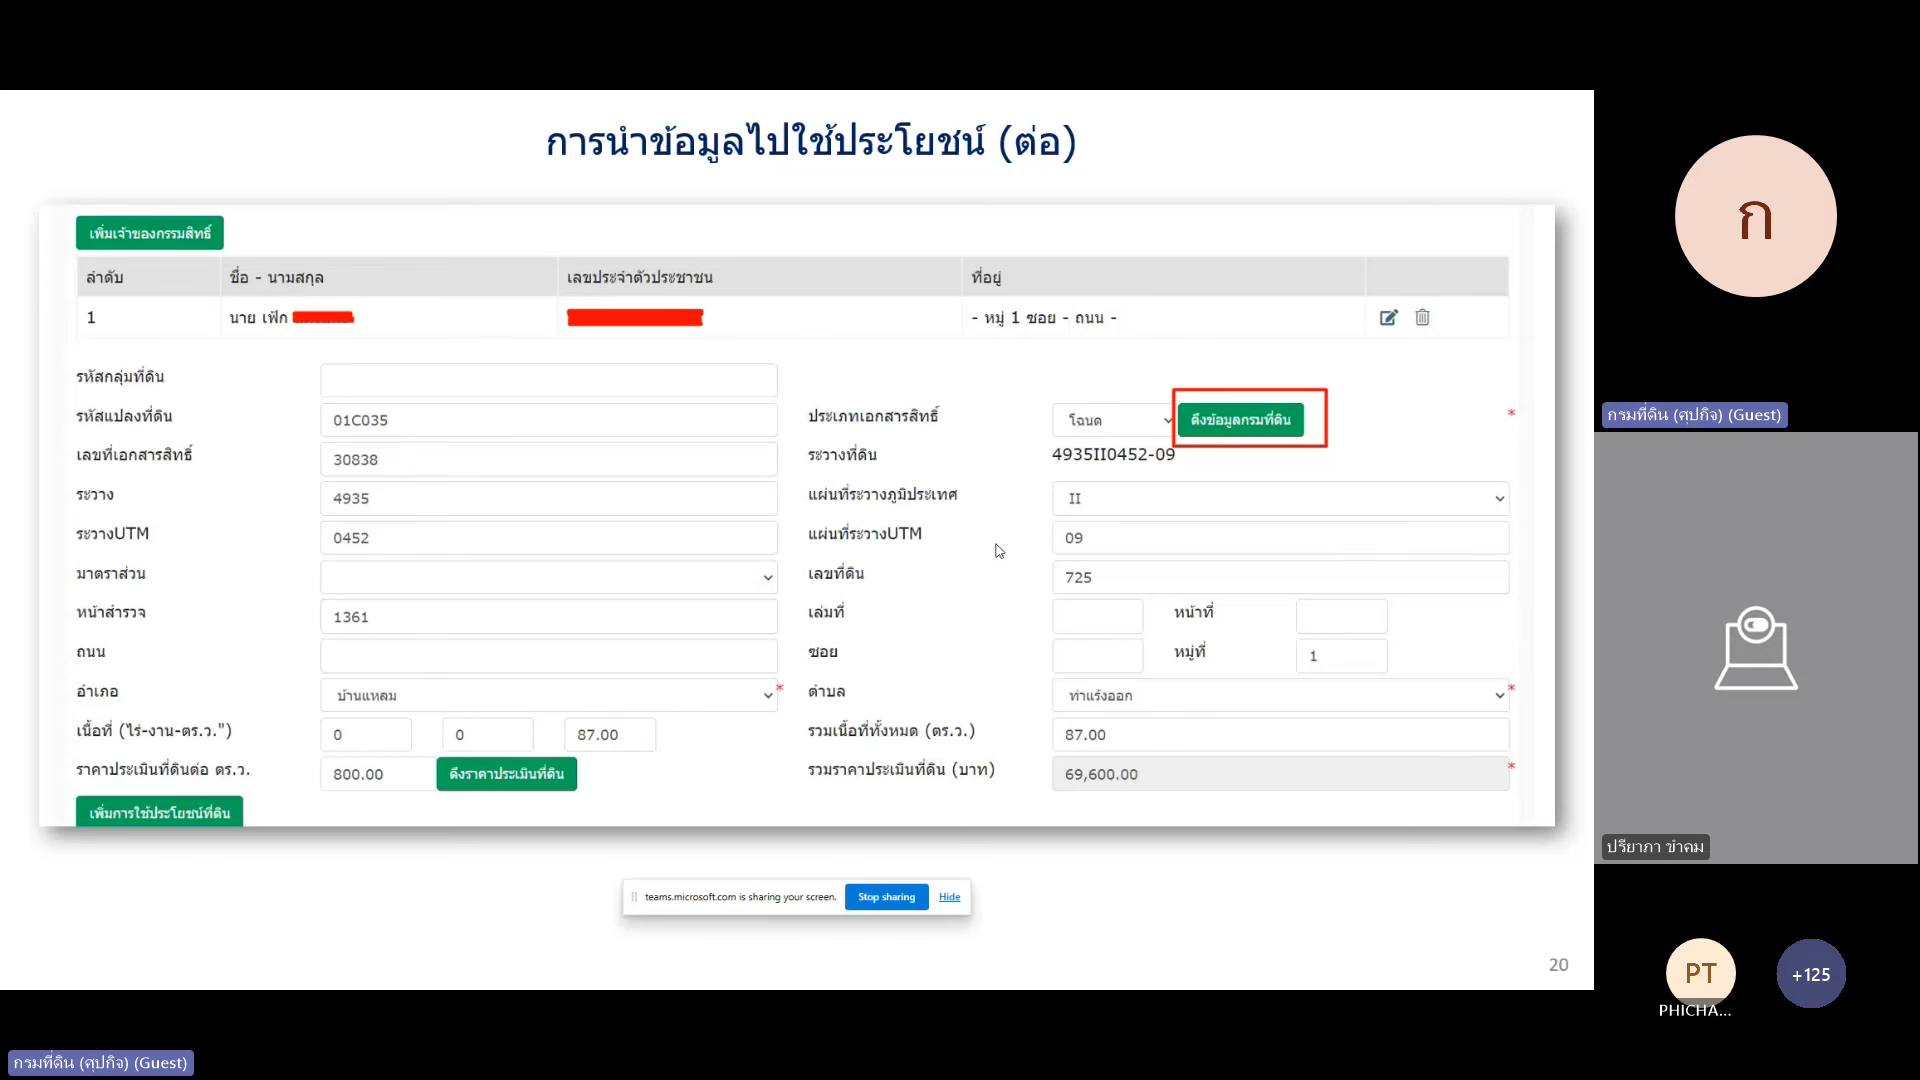 การนำข้อมูลไปใช้ประโยชน์ (ต่อ)
เพิ่มเจ้าของกรรมสิทธิ์
ลำดับ ชื่อ - นามสกุล เลขประจำตัวประชาชน ที่อยู่
1 นาย เฟัก - หมู่ 1 ซอย - ถนน -
รหัสกลุ่มที่ดิน
รหัสแปลงที่ดิน 01C035 ประเภทเอกสารสิทธิ์ โฉนด ดึงข้อมูลกรมที่ดิน *
เลขที่เอกสารสิทธิ์ 30838 ระวางที่ดิน 4935II0452-09
ระวาง 4935 แผ่นที่ระวางภูมิประเทศ II
ระวางUTM 0452 แผ่นที่ระวางUTM 09
มาตราส่วน เลขที่ดิน 725
หน้าสำรวจ 1361 เล่มที่ หน้าที่
ถนน ซอย หมู่ที่ 1
อำเภอ บ้านแหลม * ตำบล ท่าแร้งออก *
เนื้อที่ (ไร่-งาน-ตร.ว.") 0 0 87.00 รวมเนื้อที่ทั้งหมด (ตร.ว.) 87.00
ราคาประเมินที่ดินต่อ ตร.ว. 800.00 ดึงราคาประเมินที่ดิน รวมราคาประเมินที่ดิน (บาท) 69,600.00 *
เพิ่มการใช้ประโยชน์ที่ดิน
teams.microsoft.com is sharing your screen. Stop sharing Hide
20
ก
กรมที่ดิน (ศุปกิจ) (Guest)
ปรียาภา ขำคม
PT
PHICHA...
+125
กรมที่ดิน (ศุปกิจ) (Guest)